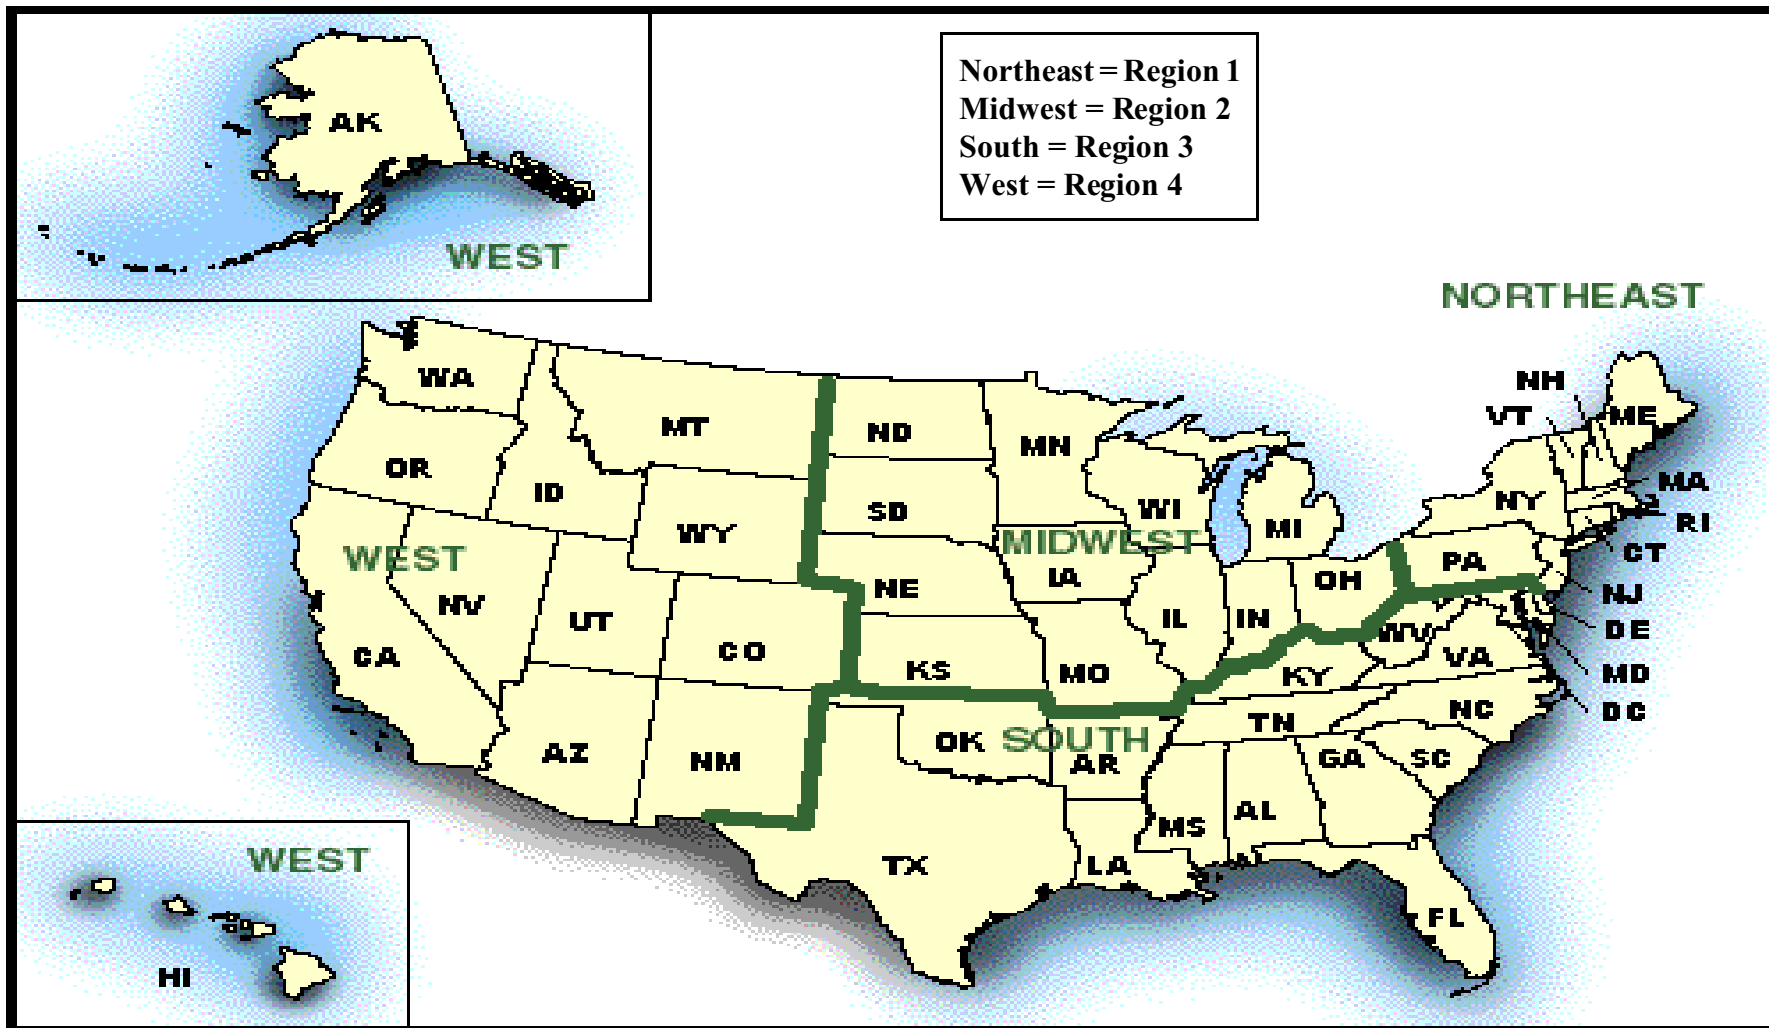 AK
WEST
Northeast = Region 1
Midwest = Region 2
South = Region 3
West = Region 4
NORTHEAST
WA
MT
ND
MN
NH
VT
ME
OR
ID
WY
SD
WI
MI
NY
MA
RI
WEST
MIDWEST
CT
NV
UT
CO
NE
IA
IL
IN
OH
PA
NJ
DE
CA
KS
MO
KY
WV
VA
MD
DC
AZ
NM
OK
SOUTH
AR
TN
NC
SC
GA
MS
AL
TX
LA
AL
FL
WEST
HI